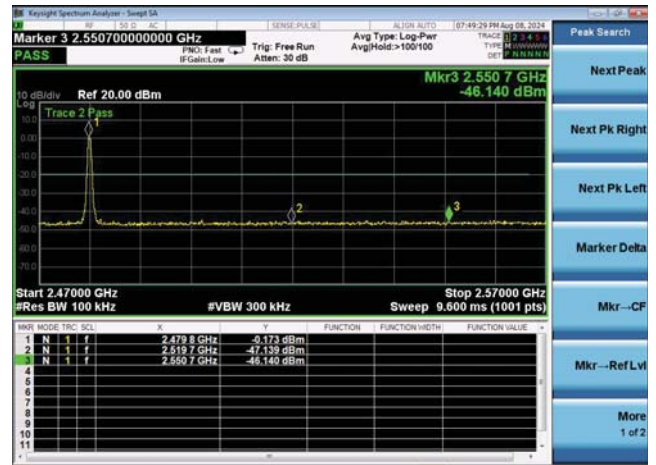 Keysight Spectrum Analyzer - Swept SA
RF 50 Ω AC SENSE:PULSE ALIGN AUTO 07:49:29 PM Aug 08, 2024
Marker 3 2.550700000000 GHz
PASS
PNO: Fast
IFGain:Low
Trig: Free Run
Atten: 30 dB
Avg Type: Log-Pwr
Avg|Hold:>100/100
TRACE 1 2 3 4 5 6
TYPE M W W W W W
DET P N N N N N
Mkr3 2.550 7 GHz
-46.140 dBm
10 dB/div Ref 20.00 dBm
Log
Trace 2 Pass
10.0
0.00
-10.0
-20.0
-30.0
-40.0
-50.0
-60.0
-70.0
1
2
3
Start 2.47000 GHz Stop 2.57000 GHz
#Res BW 100 kHz #VBW 300 kHz Sweep 9.600 ms (1001 pts)
MKR MODE TRC SCL X Y FUNCTION FUNCTION WIDTH FUNCTION VALUE
1 N 1 f 2.479 8 GHz -0.173 dBm
2 N 1 f 2.519 7 GHz -47.139 dBm
3 N 1 f 2.550 7 GHz -46.140 dBm
4
5
6
7
8
9
10
11
Peak Search
Next Peak
Next Pk Right
Next Pk Left
Marker Delta
Mkr→CF
Mkr→Ref Lvl
More
1 of 2